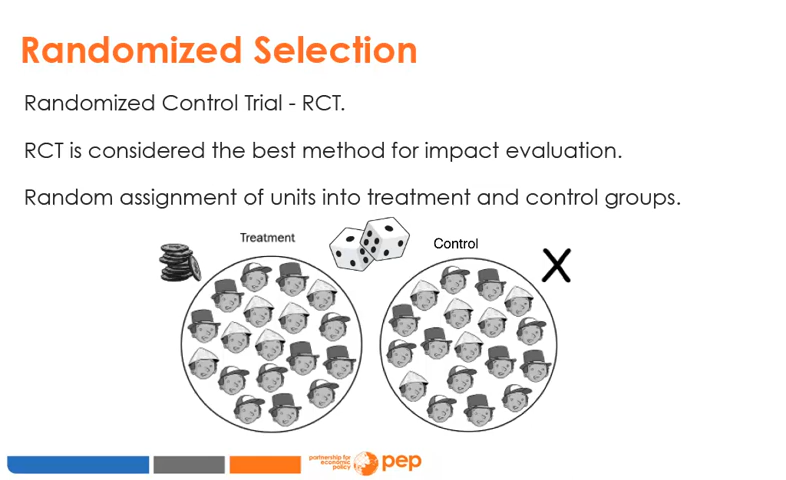 Randomized Selection
Randomized Control Trial - RCT.
RCT is considered the best method for impact evaluation.
Random assignment of units into treatment and control groups.
Treatment
Control
X
partnership for
economic
policy
pep